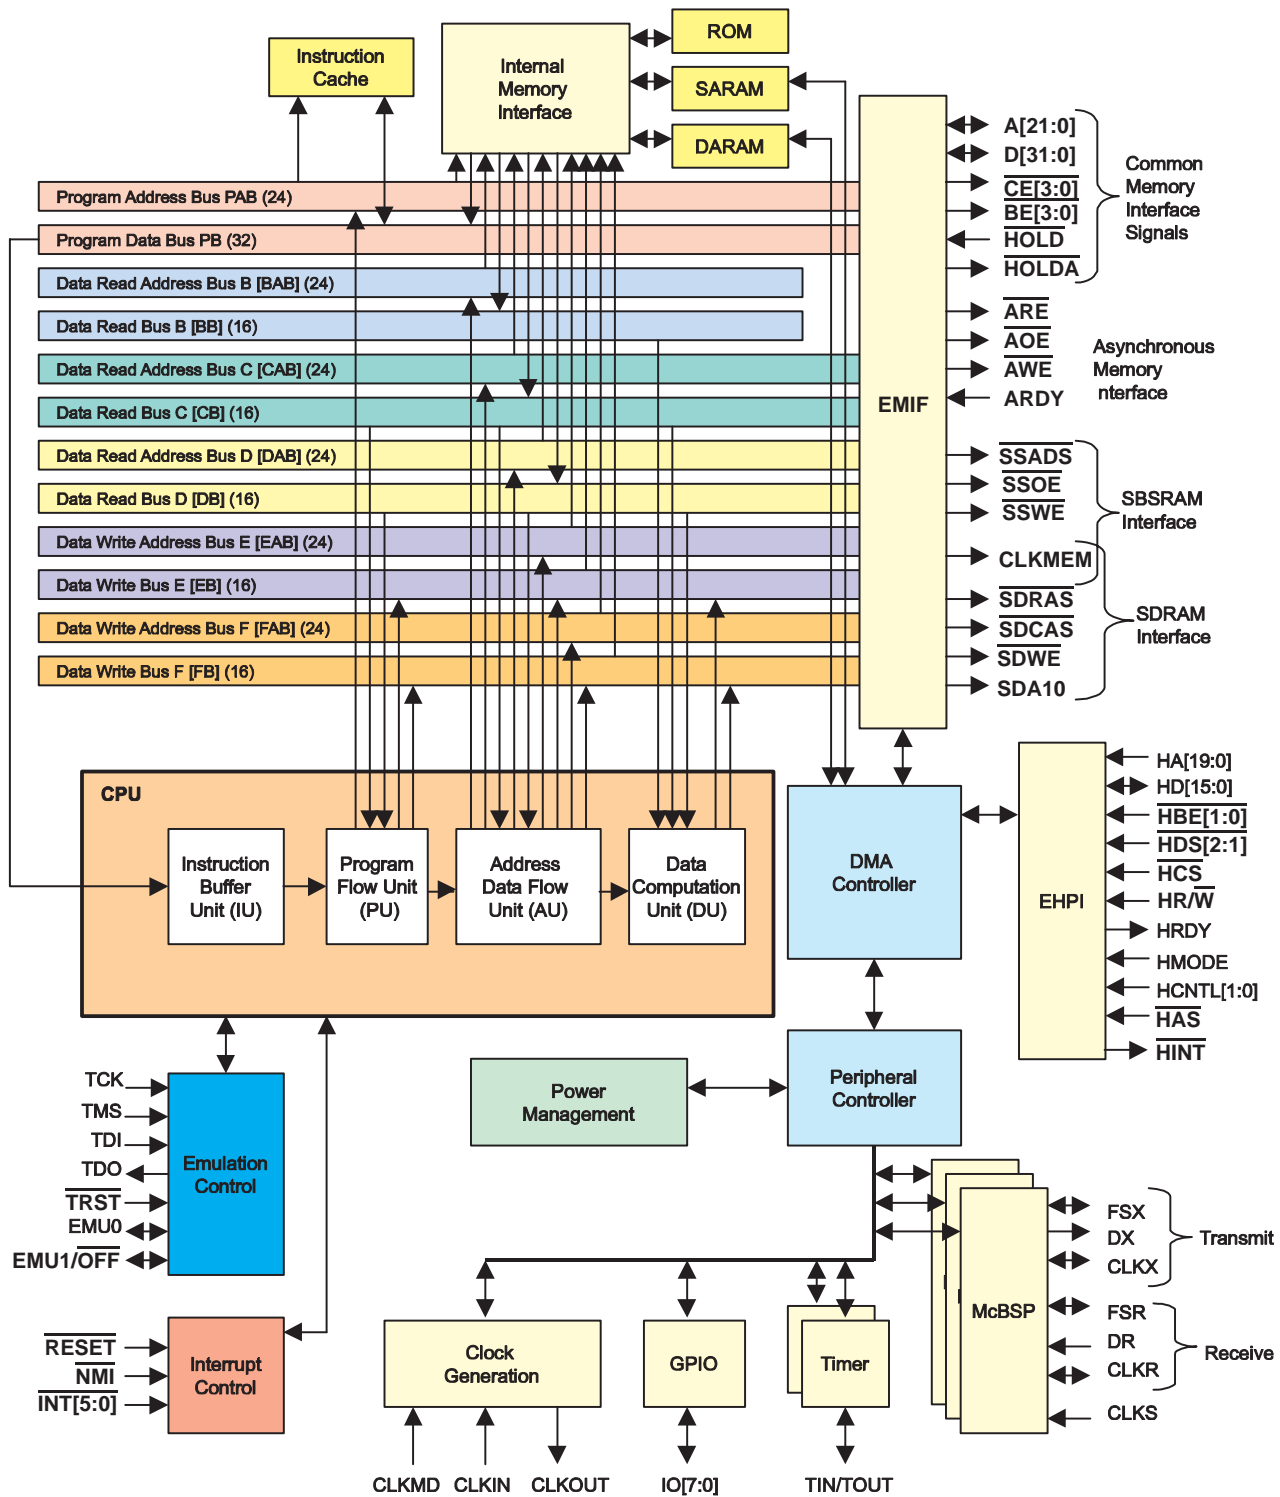 ROM
Instruction
Cache
Internal
Memory
Interface
SARAM
DARAM
Program Address Bus PAB (24)
Program Data Bus PB (32)
Data Read Address Bus B [BAB] (24)
Data Read Bus B [BB] (16)
Data Read Address Bus C [CAB] (24)
Data Read Bus C [CB] (16)
Data Read Address Bus D [DAB] (24)
Data Read Bus D [DB] (16)
Data Write Address Bus E [EAB] (24)
Data Write Bus E [EB] (16)
Data Write Address Bus F [FAB] (24)
Data Write Bus F [FB] (16)
EMIF
A[21:0]
D[31:0]
CE[3:0]
BE[3:0]
HOLD
HOLDA
Common
Memory
Interface
Signals
ARE
AOE
AWE
ARDY
Asynchronous
Memory
nterface
SSADS
SSOE
SSWE
CLKMEM
SBSRAM
Interface
SDRAS
SDCAS
SDWE
SDA10
SDRAM
Interface
CPU
Instruction
Buffer
Unit (IU)
Program
Flow Unit
(PU)
Address
Data Flow
Unit (AU)
Data
Computation
Unit (DU)
DMA
Controller
EHPI
HA[19:0]
HD[15:0]
HBE[1:0]
HDS[2:1]
HCS
HR/W
HRDY
HMODE
HCNTL[1:0]
HAS
HINT
Power
Management
Peripheral
Controller
TCK
TMS
TDI
TDO
TRST
EMU0
EMU1/OFF
Emulation
Control
RESET
NMI
INT[5:0]
Interrupt
Control
Clock
Generation
GPIO
Timer
McBSP
FSX
DX
CLKX
Transmit
FSR
DR
CLKR
Receive
CLKS
CLKMD
CLKIN
CLKOUT
IO[7:0]
TIN/TOUT